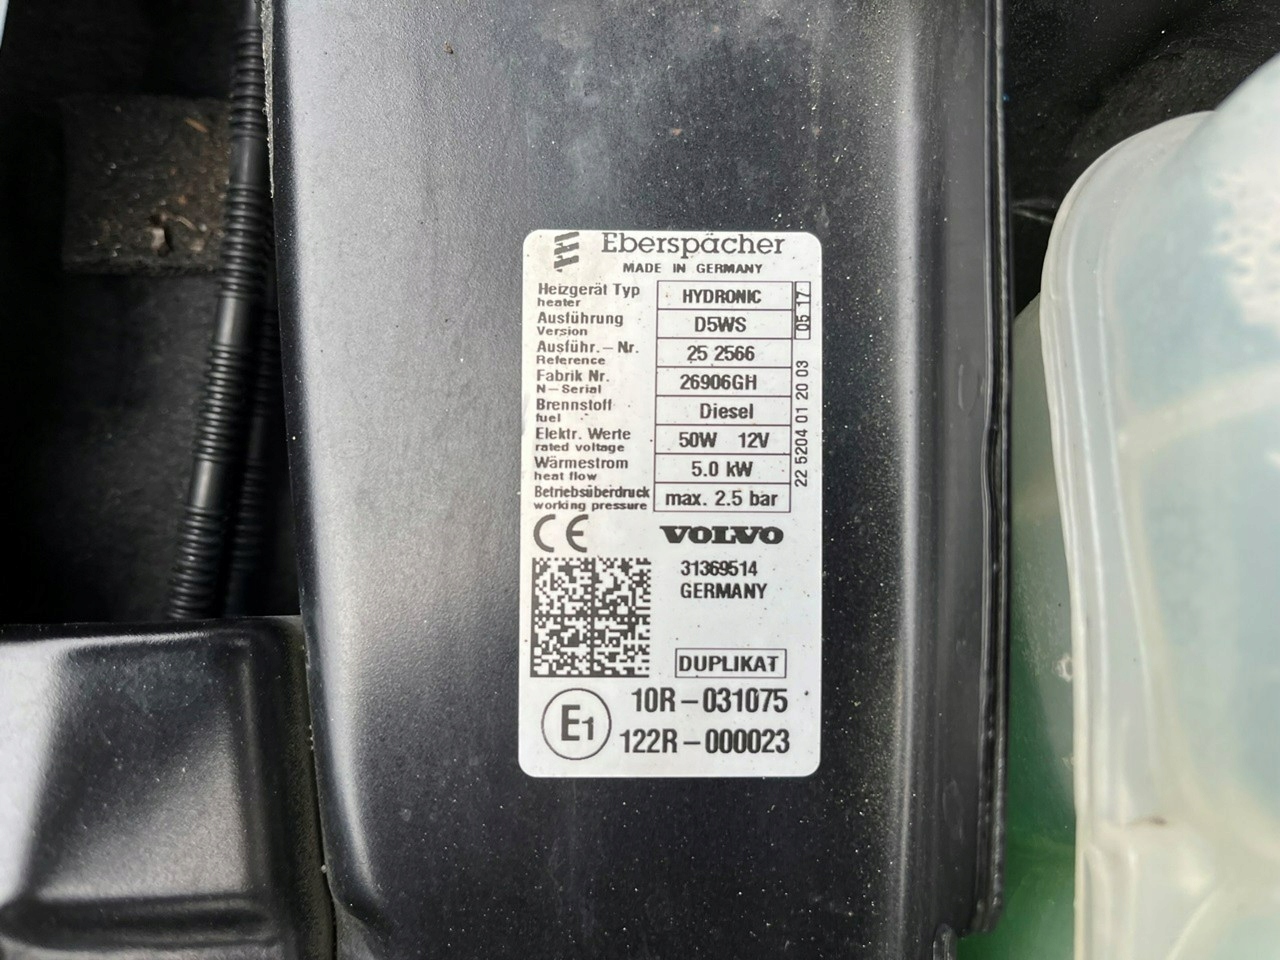 Eberspächer
MADE IN GERMANY
Heizgerät Typ HYDRONIC
heater
Ausführung D5WS
Version
Ausführ.-Nr. 25 2566
Reference
Fabrik Nr. 26906GH
N-Serial
Brennstoff Diesel
fuel
Elektr. Werte 50W 12V
rated voltage
Wärmestrom 5.0 kW
heat flow
Betriebsüberdruck max. 2.5 bar
working pressure
05 17
22 5204 01 20 03
CE VOLVO
31369514
GERMANY
DUPLIKAT
E1 10R-031075
122R-000023